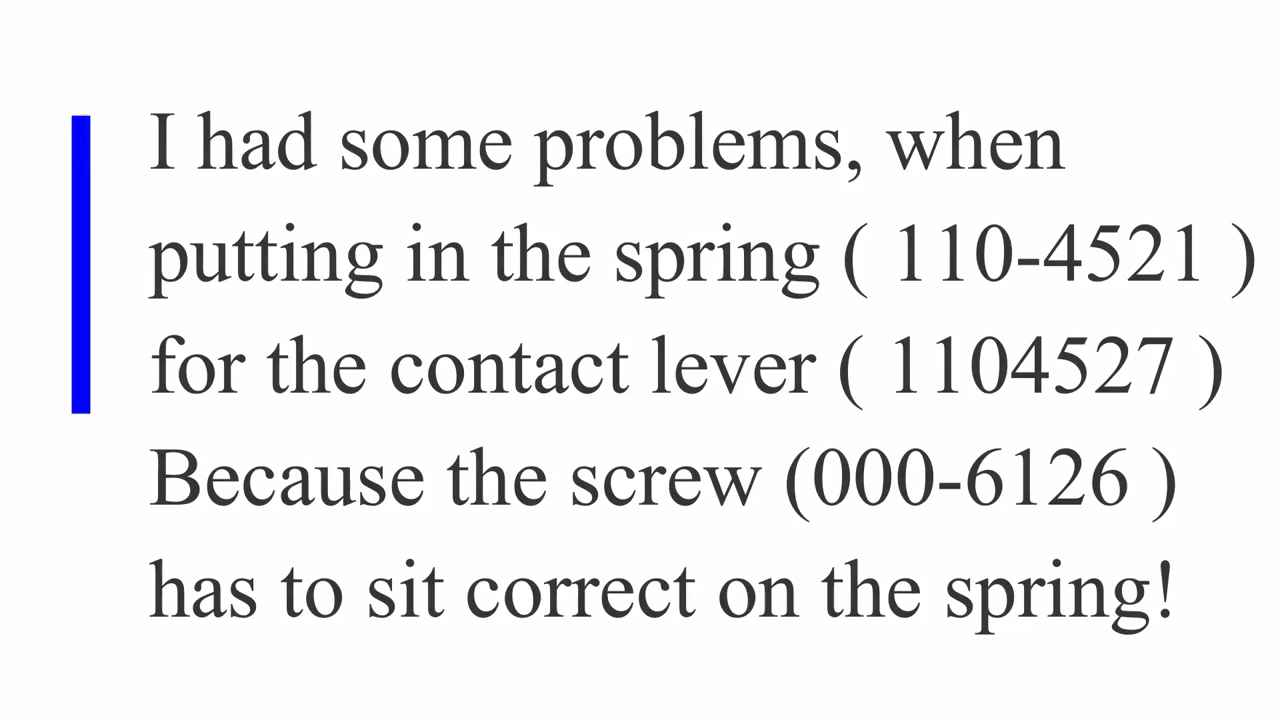 I had some problems, when
putting in the spring ( 110-4521 )
for the contact lever ( 1104527 )
Because the screw (000-6126 )
has to sit correct on the spring!